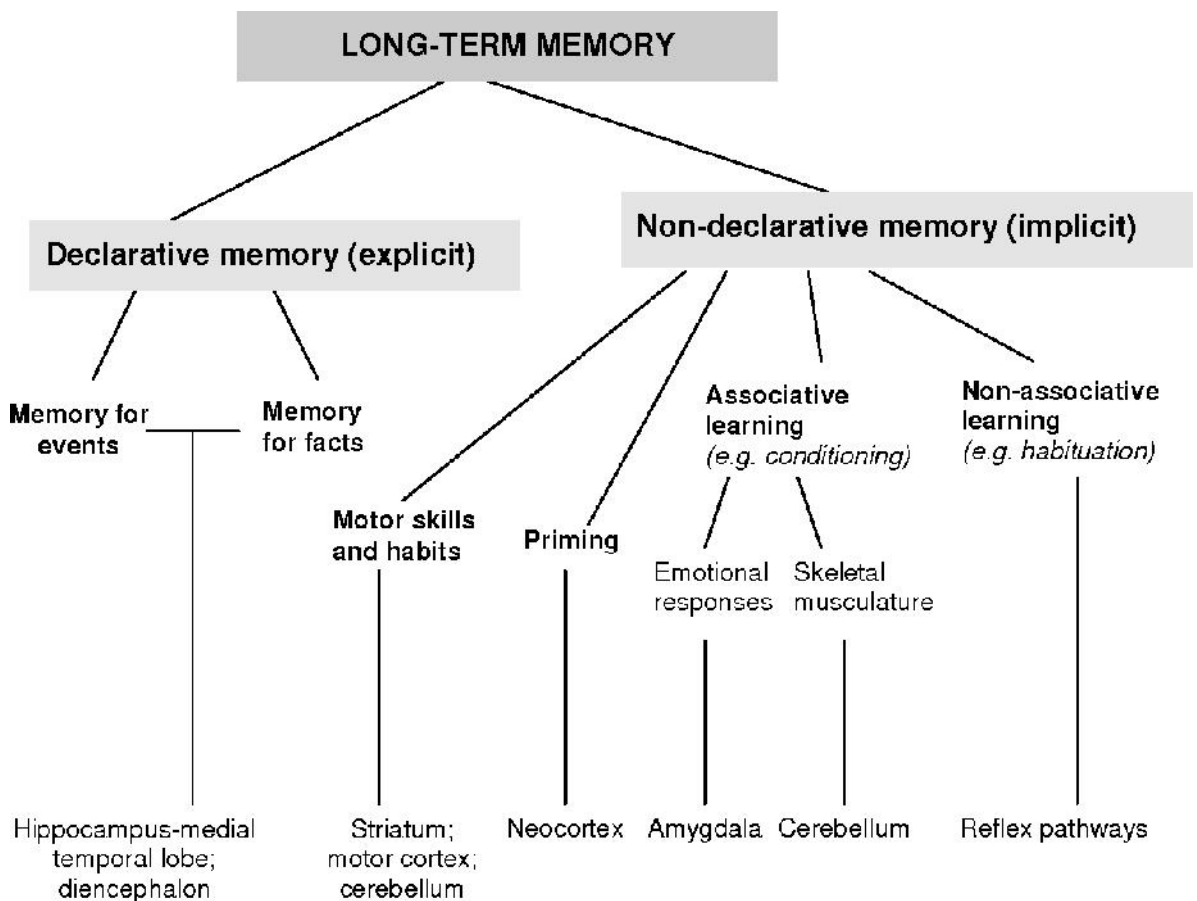 LONG-TERM MEMORY
Declarative memory (explicit)
Non-declarative memory (implicit)
Memory for
events
Memory
for facts
Motor skills
and habits
Priming
Associative
learning
(e.g. conditioning)
Non-associative
learning
(e.g. habituation)
Emotional
responses
Skeletal
musculature
Hippocampus-medial
temporal lobe;
diencephalon
Striatum;
motor cortex;
cerebellum
Neocortex
Amygdala
Cerebellum
Reflex pathways